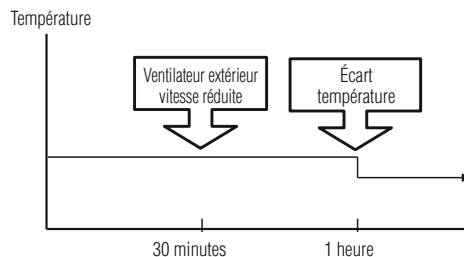 Température
Ventilateur extérieur
vitesse réduite
Écart
température
30 minutes
1 heure